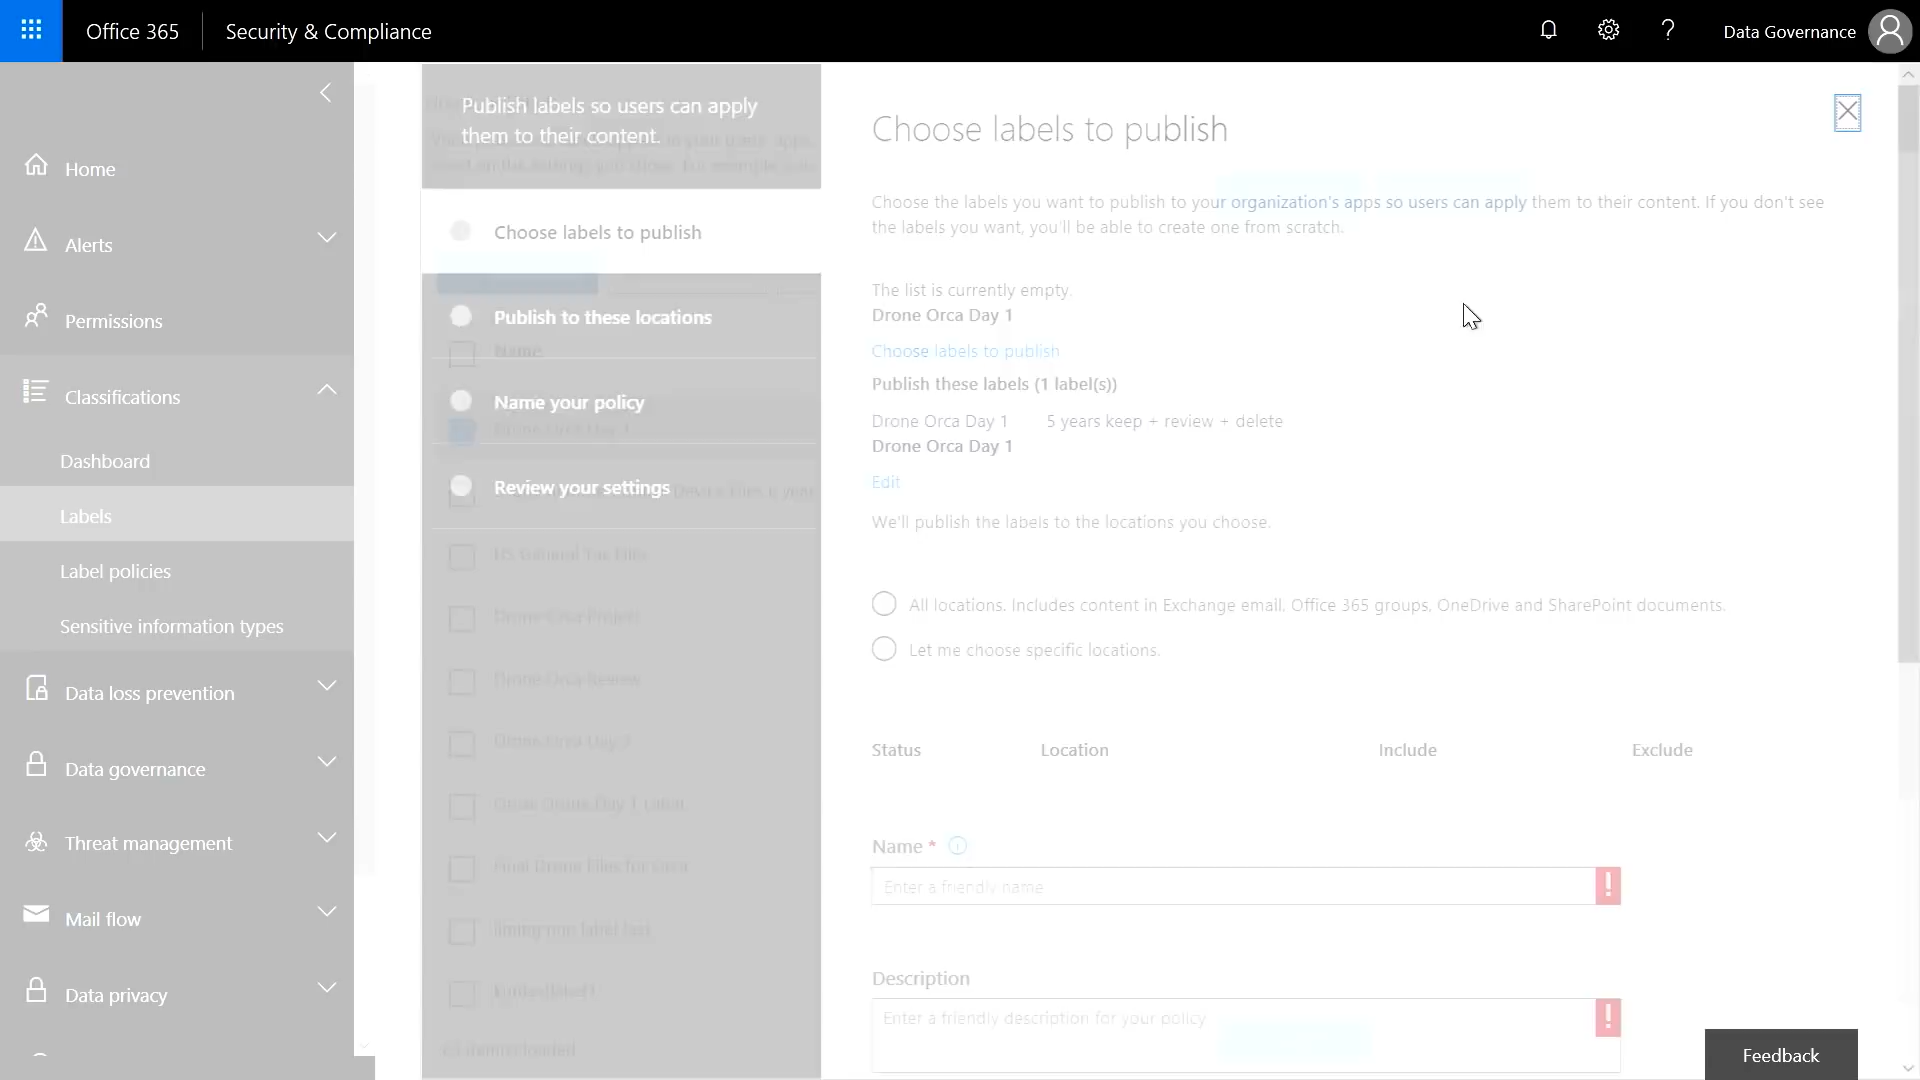 Office 365
Security & Compliance
Data Governance
Home
Alerts
Permissions
Classifications
Dashboard
Labels
Label policies
Sensitive information types
Data loss prevention
Data governance
Threat management
Mail flow
Data privacy
Publish labels so users can apply
them to their content.
Choose labels to publish
Publish to these locations
Name
Name your policy
Review your settings
Drone Orca Project
Drone Orca Review
Choose labels to publish
Choose the labels you want to publish to your organization's apps so users can apply them to their content. If you don't see
the labels you want, you'll be able to create one from scratch.
The list is currently empty.
Drone Orca Day 1
Choose labels to publish
Publish these labels (1 label(s))
Drone Orca Day 1 5 years keep + review + delete
Drone Orca Day 1
Edit
We'll publish the labels to the locations you choose.
All locations. Includes content in Exchange email, Office 365 groups, OneDrive and SharePoint documents.
Let me choose specific locations.
Status Location Include Exclude
Name *
Enter a friendly name
Description
Enter a friendly description for your policy
Feedback